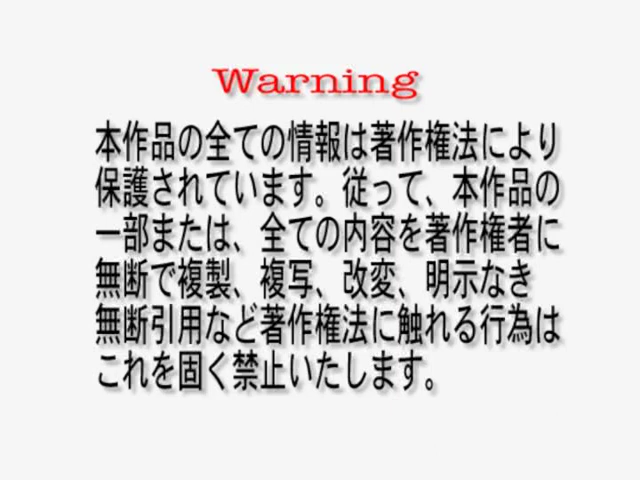 Warning
本作品の全ての情報は著作権法により
保護されています。従って、本作品の
一部または、全ての内容を著作権者に
無断で複製、複写、改変、明示なき
無断引用など著作権法に触れる行為は
これを固く禁止いたします。